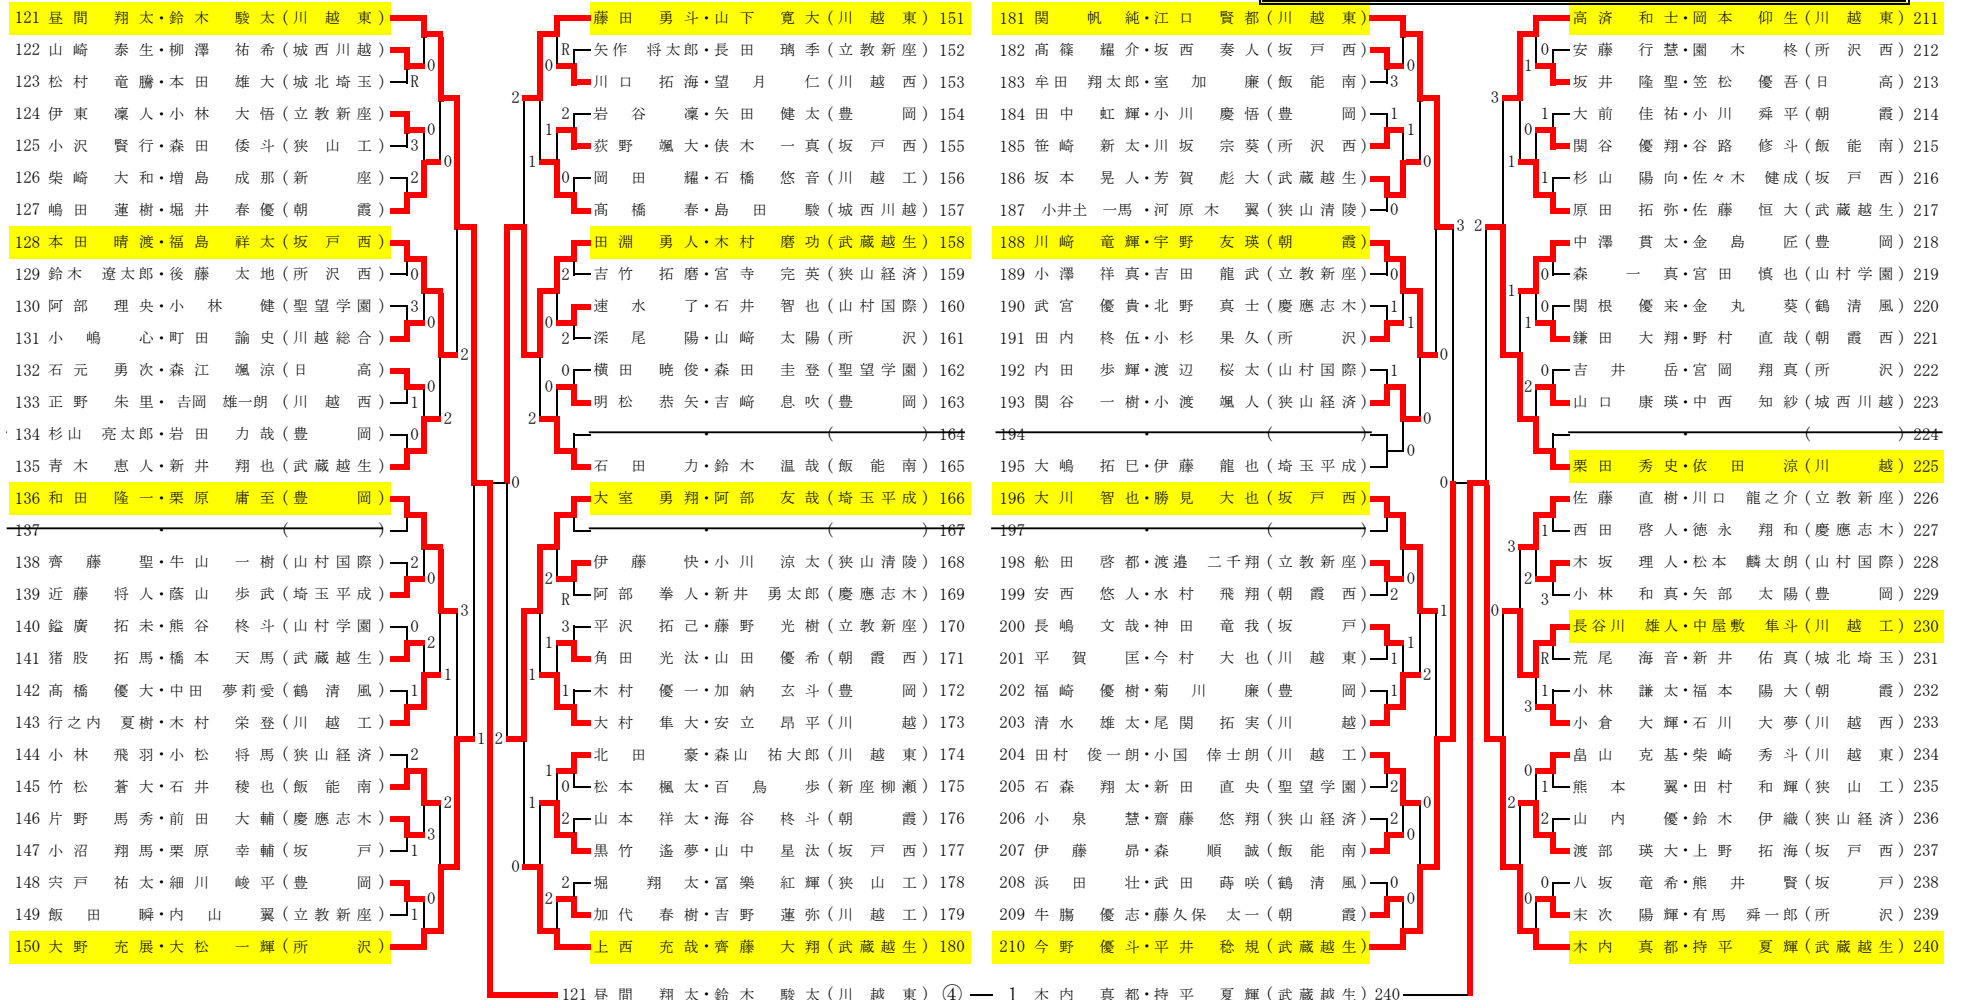 121 昼間 翔太・鈴木 駿太(川越東)
122 山崎 泰生・柳澤 祐希(城西川越)
123 松村 竜騰・本田 雄大(城北埼玉)
124 伊東 凜人・小林 大悟(立教新座)
125 小沢 賢行・森田 倭斗(狭山工)
126 柴崎 大和・増島 成那(新座)
127 嶋田 蓮樹・堀井 春優(朝霞)
128 本田 晴渡・福島 祥太(坂戸西)
129 鈴木 遼太郎・後藤 太地(所沢西)
130 阿部 理央・小林 健(聖望学園)
131 小嶋 心・町田 諭史(川越総合)
132 石元 勇次・森江 颯涼(日高)
133 正野 朱里・吉岡 雄一朗(川越西)
134 杉山 亮太郎・岩田 力哉(豊岡)
135 青木 恵人・新井 翔也(武蔵越生)
136 和田 隆一・栗原 庸至(豊岡)
137 ・ ( )
138 齊藤 聖・牛山 一樹(山村国際)
139 近藤 将人・蔭山 歩武(埼玉平成)
140 鎰廣 拓未・熊谷 柊斗(山村学園)
141 猪股 拓馬・橋本 天馬(武蔵越生)
142 髙橋 優大・中田 夢莉愛(鶴清風)
143 行之内 夏樹・木村 栄登(川越工)
144 小林 飛羽・小松 将馬(狭山経済)
145 竹松 蒼大・石井 稜也(飯能南)
146 片野 馬秀・前田 大輔(慶應志木)
147 小沼 翔馬・栗原 幸輔(坂戸)
148 宍戸 祐太・細川 峻平(豊岡)
149 飯田 瞬・内山 翼(立教新座)
150 大野 充展・大松 一輝(所沢)
藤田 勇斗・山下 寛大(川越東) 151
矢作 将太郎・長田 璃季(立教新座) 152
川口 拓海・望月 仁(川越西) 153
岩谷 凜・矢田 健太(豊岡) 154
荻野 颯大・俵木 一真(坂戸西) 155
岡田 耀・石橋 悠音(川越工) 156
髙橋 春・島田 駿(城西川越) 157
田淵 勇人・木村 磨功(武蔵越生) 158
吉竹 拓磨・宮寺 完英(狭山経済) 159
速水 了・石井 智也(山村国際) 160
深尾 陽・山﨑 太陽(所沢) 161
横田 暁俊・森田 圭登(聖望学園) 162
明松 恭矢・吉﨑 息吹(豊岡) 163
・ ( ) 164
石田 力・鈴木 温哉(飯能南) 165
大室 勇翔・阿部 友哉(埼玉平成) 166
・ ( ) 167
伊藤 快・小川 涼太(狭山清陵) 168
阿部 拳人・新井 勇太郎(慶應志木) 169
平沢 拓己・藤野 光樹(立教新座) 170
角田 光汰・山田 優希(朝霞西) 171
木村 優一・加納 玄斗(豊岡) 172
大村 隼大・安立 昂平(川越) 173
北田 豪・森山 祐大郎(川越東) 174
松本 楓太・百鳥 歩(新座柳瀬) 175
山本 祥太・海谷 柊斗(朝霞) 176
黒竹 遙夢・山中 星汰(坂戸西) 177
堀 翔太・冨樂 紅輝(狭山工) 178
加代 春樹・吉野 蓮弥(川越工) 179
上西 充哉・齊藤 大翔(武蔵越生) 180
181 関 帆純・江口 賢都(川越東)
182 髙篠 耀介・坂西 奏人(坂戸西)
183 牟田 翔太郎・室加 廉(飯能南)
184 田中 虹輝・小川 慶悟(豊岡)
185 笹崎 新太・川坂 宗葵(所沢西)
186 坂本 晃人・芳賀 彪大(武蔵越生)
187 小井土 一馬・河原木 翼(狭山清陵)
188 川﨑 竜輝・宇野 友瑛(朝霞)
189 小澤 祥真・吉田 龍武(立教新座)
190 武宮 優貴・北野 真士(慶應志木)
191 田内 柊伍・小杉 果久(所沢)
192 内田 歩輝・渡辺 桜太(山村国際)
193 関谷 一樹・小渡 颯人(狭山経済)
194 ・ ( )
195 大嶋 拓巳・伊藤 龍也(埼玉平成)
196 大川 智也・勝見 大也(坂戸西)
197 ・ ( )
198 舩田 啓都・渡邉 二千翔(立教新座)
199 安西 悠人・水村 飛翔(朝霞西)
200 長嶋 文哉・神田 竜我(坂戸)
201 平賀 匡・今村 大也(川越東)
202 福崎 優樹・菊川 廉(豊岡)
203 清水 雄太・尾関 拓実(川越)
204 田村 俊一朗・小国 倖士朗(川越工)
205 石森 翔太・新田 直央(聖望学園)
206 小泉 慧・齋藤 悠翔(狭山経済)
207 伊藤 昴・森 順誠(飯能南)
208 浜田 壮・武田 蒔咲(鶴清風)
209 牛膓 優志・藤久保 太一(朝霞)
210 今野 優斗・平井 稔規(武蔵越生)
高済 和士・岡本 仰生(川越東) 211
安藤 行慧・園木 柊(所沢西) 212
坂井 隆聖・笠松 優吾(日高) 213
大前 佳祐・小川 舜平(朝霞) 214
関谷 優翔・谷路 修斗(飯能南) 215
杉山 陽向・佐々木 健成(坂戸西) 216
原田 拓弥・佐藤 恒大(武蔵越生) 217
中澤 貫太・金島 匠(豊岡) 218
森 一真・宮田 慎也(山村学園) 219
関根 優来・金丸 葵(鶴清風) 220
鎌田 大翔・野村 直哉(朝霞西) 221
吉井 岳・宮岡 翔真(所沢) 222
山口 康瑛・中西 知紗(城西川越) 223
・ ( ) 224
栗田 秀史・依田 涼(川越) 225
佐藤 直樹・川口 龍之介(立教新座) 226
西田 啓人・徳永 翔和(慶應志木) 227
木坂 理人・松本 麟太朗(山村国際) 228
小林 和真・矢部 太陽(豊岡) 229
長谷川 雄人・中屋敷 隼斗(川越工) 230
荒尾 海音・新井 佑真(城北埼玉) 231
小林 謙太・福本 陽大(朝霞) 232
小倉 大輝・石川 大夢(川越西) 233
畠山 克基・柴崎 秀斗(川越東) 234
熊本 翼・田村 和輝(狭山工) 235
山内 優・鈴木 伊織(狭山経済) 236
渡部 瑛大・上野 拓海(坂戸西) 237
八坂 竜希・熊井 賢(坂戸) 238
末次 陽輝・有馬 舜一郎(所沢) 239
木内 真都・持平 夏輝(武蔵越生) 240
121 昼間 翔太・鈴木 駿太(川越東) ④ — 1 木内 真都・持平 夏輝(武蔵越生) 240